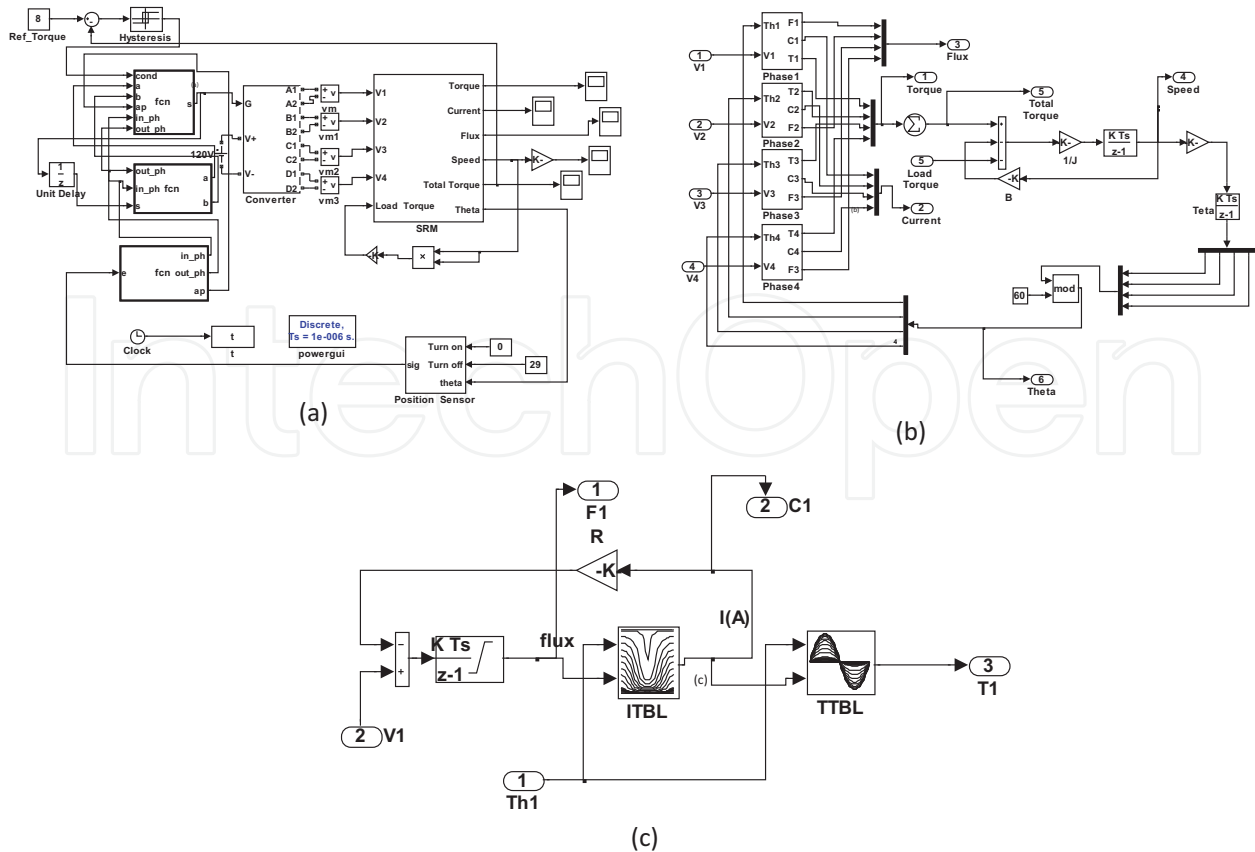 8
Ref_Torque
Hysteresis
cond
a
b
ap
in_ph
out_ph
fcn
s
(a)
out_ph
in_ph fcn
s
a
b
1
z
Unit Delay
120V
e
fcn
in_ph
out_ph
ap
G
V+
V-
A1
A2
B1
B2
C1
C2
D1
D2
Converter
v
vm
v
vm1
v
vm2
v
vm3
V1
V2
V3
V4
Load Torque
Torque
Current
Flux
Speed
Total Torque
Theta
SRM
K-
-K
×
Clock
t
t
Discrete,
Ts = 1e-006 s.
powergui
Turn on
sig Turn off
theta
Position Sensor
0
29
(a)
1
V1
2
V2
3
V3
4
V4
Th1
V1
F1
C1
T1
Phase1
Th2
V2
T2
C2
F2
Phase2
Th3
V3
T3
C3
F3
Phase3
Th4
V4
T4
C4
F3
Phase4
3
Flux
1
Torque
5
Total
Torque
4
Speed
5
Load
Torque
2
Current
(b)
Σ
K-
1/J
K Ts
z-1
K-
-K
B
K Ts
z-1
Teta
60
mod
4
6
Theta
(b)
IntechOpen
1
F1
R
-K
2 C1
I(A)
K Ts
z-1
flux
ITBL
(c)
TTBL
3
T1
2 V1
1
Th1
(c)